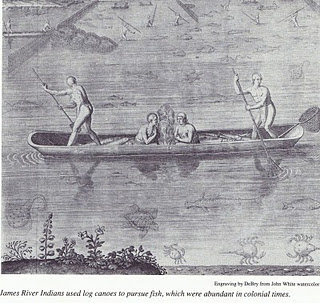 Engraving by DeBry from John White watercolor
James River Indians used log canoes to pursue fish, which were abundant in colonial times.